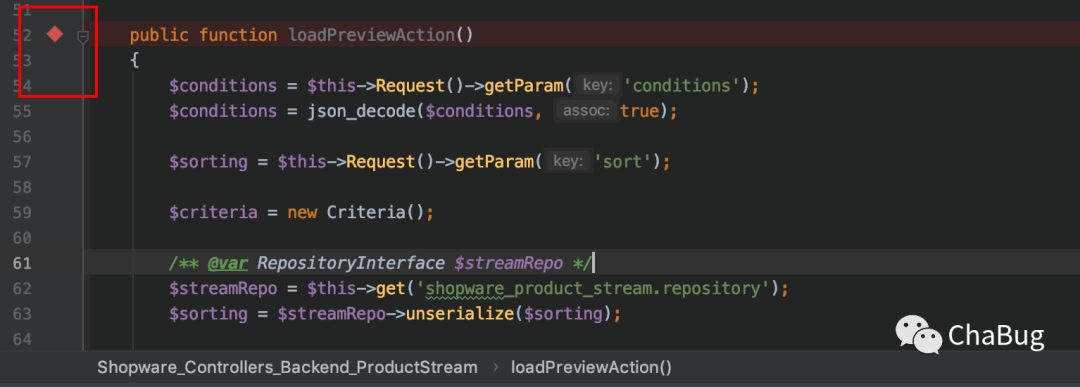 51
52 public function loadPreviewAction()
53 {
54 $conditions = $this->Request()->getParam( key: 'conditions');
55 $conditions = json_decode($conditions, assoc: true);
56
57 $sorting = $this->Request()->getParam( key: 'sort');
58
59 $criteria = new Criteria();
60
61 /** @var RepositoryInterface $streamRepo */
62 $streamRepo = $this->get('shopware_product_stream.repository');
63 $sorting = $streamRepo->unserialize($sorting);
64
ChaBug
Shopware_Controllers_Backend_ProductStream › loadPreviewAction()